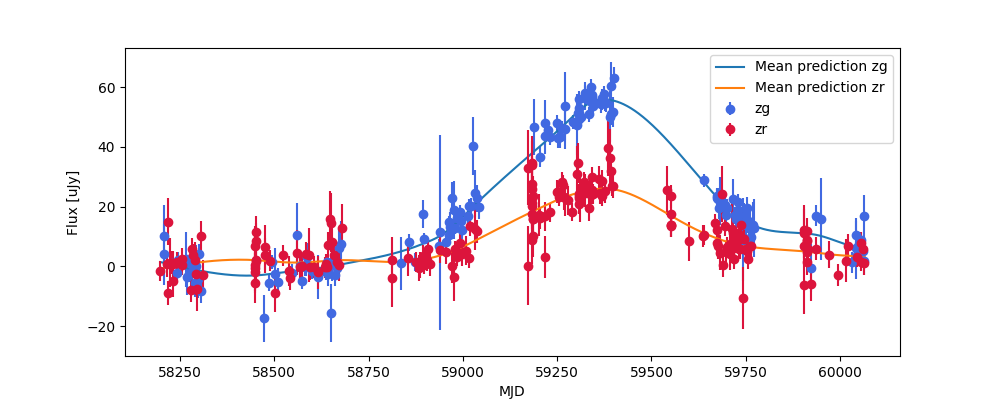 Mean prediction zg
Mean prediction zr
zg
zr
60
40
20
0
−20
Flux [uJy]
58250 58500 58750 59000 59250 59500 59750 60000
MJD